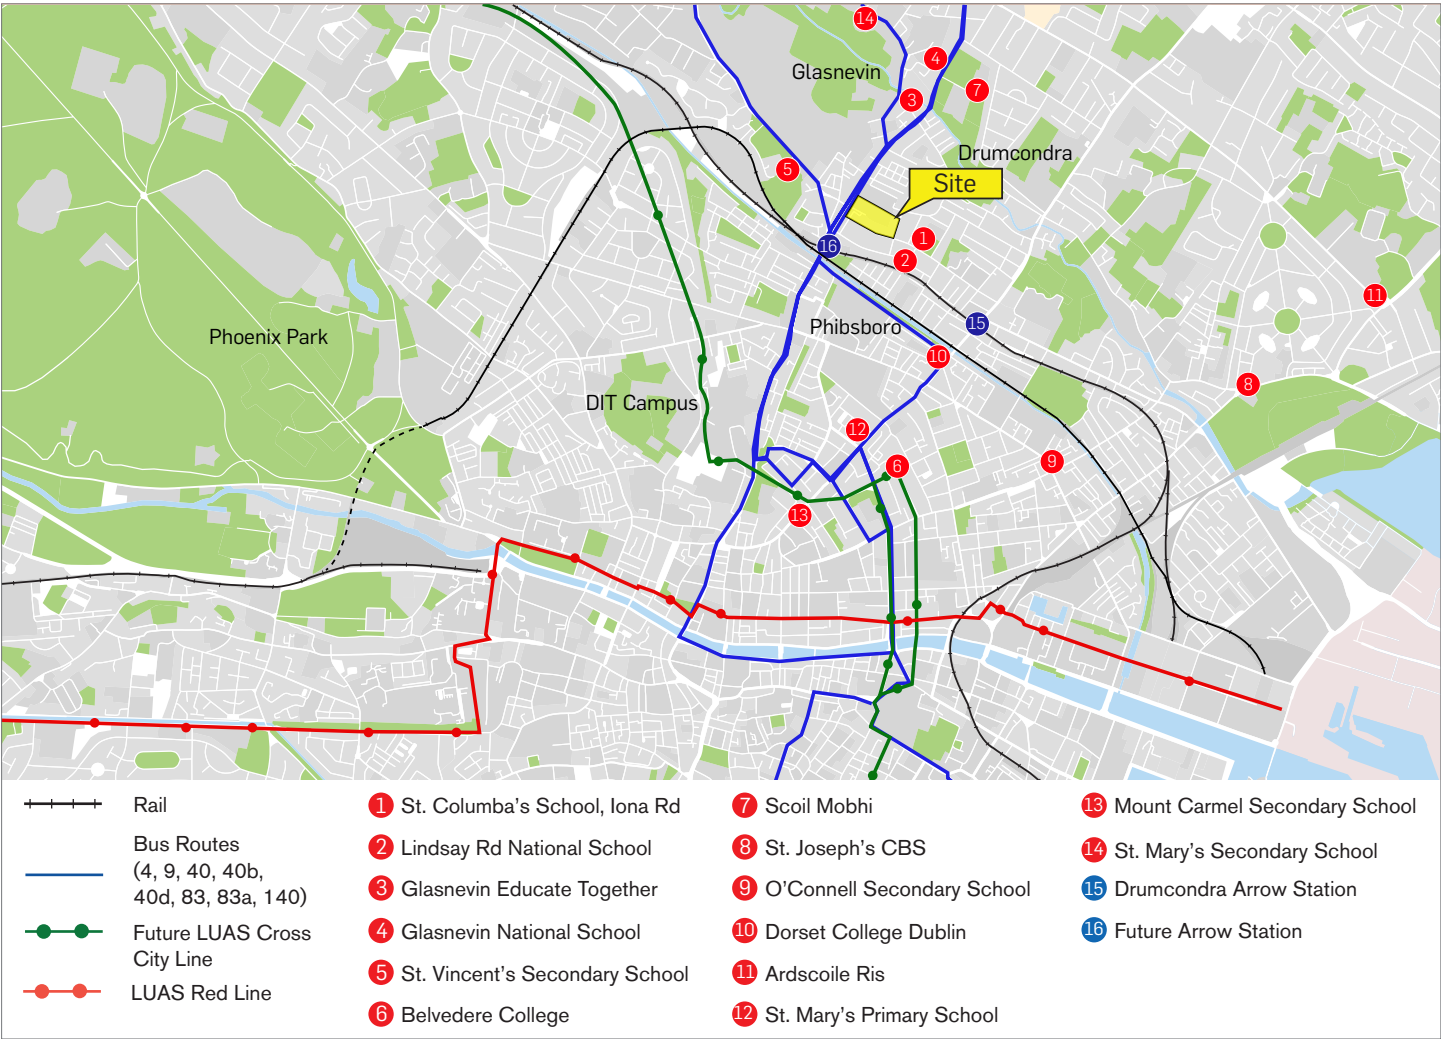 14
4
Glasnevin
7
3
Drumcondra
5
Site
1
16
2
11
15
Phibsboro
Phoenix Park
10
8
DIT Campus
12
9
6
13
Rail
Bus Routes
(4, 9, 40, 40b,
40d, 83, 83a, 140)
Future LUAS Cross
City Line
LUAS Red Line
1 St. Columba's School, Iona Rd
2 Lindsay Rd National School
3 Glasnevin Educate Together
4 Glasnevin National School
5 St. Vincent's Secondary School
6 Belvedere College
7 Scoil Mobhi
8 St. Joseph's CBS
9 O'Connell Secondary School
10 Dorset College Dublin
11 Ardscoile Ris
12 St. Mary's Primary School
13 Mount Carmel Secondary School
14 St. Mary's Secondary School
15 Drumcondra Arrow Station
16 Future Arrow Station